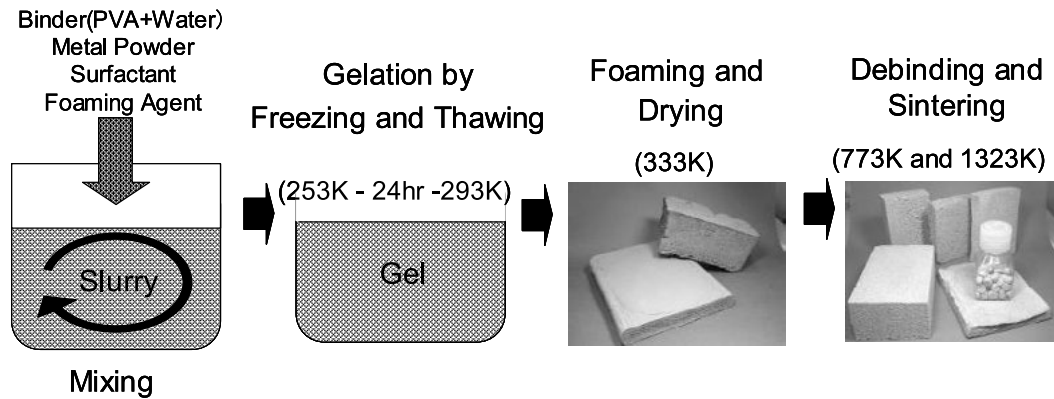 Binder(PVA+Water)
Metal Powder
Surfactant
Foaming Agent
Slurry
Mixing
Gelation by
Freezing and Thawing
(253K - 24hr -293K)
Gel
Foaming and
Drying
(333K)
Debinding and
Sintering
(773K and 1323K)